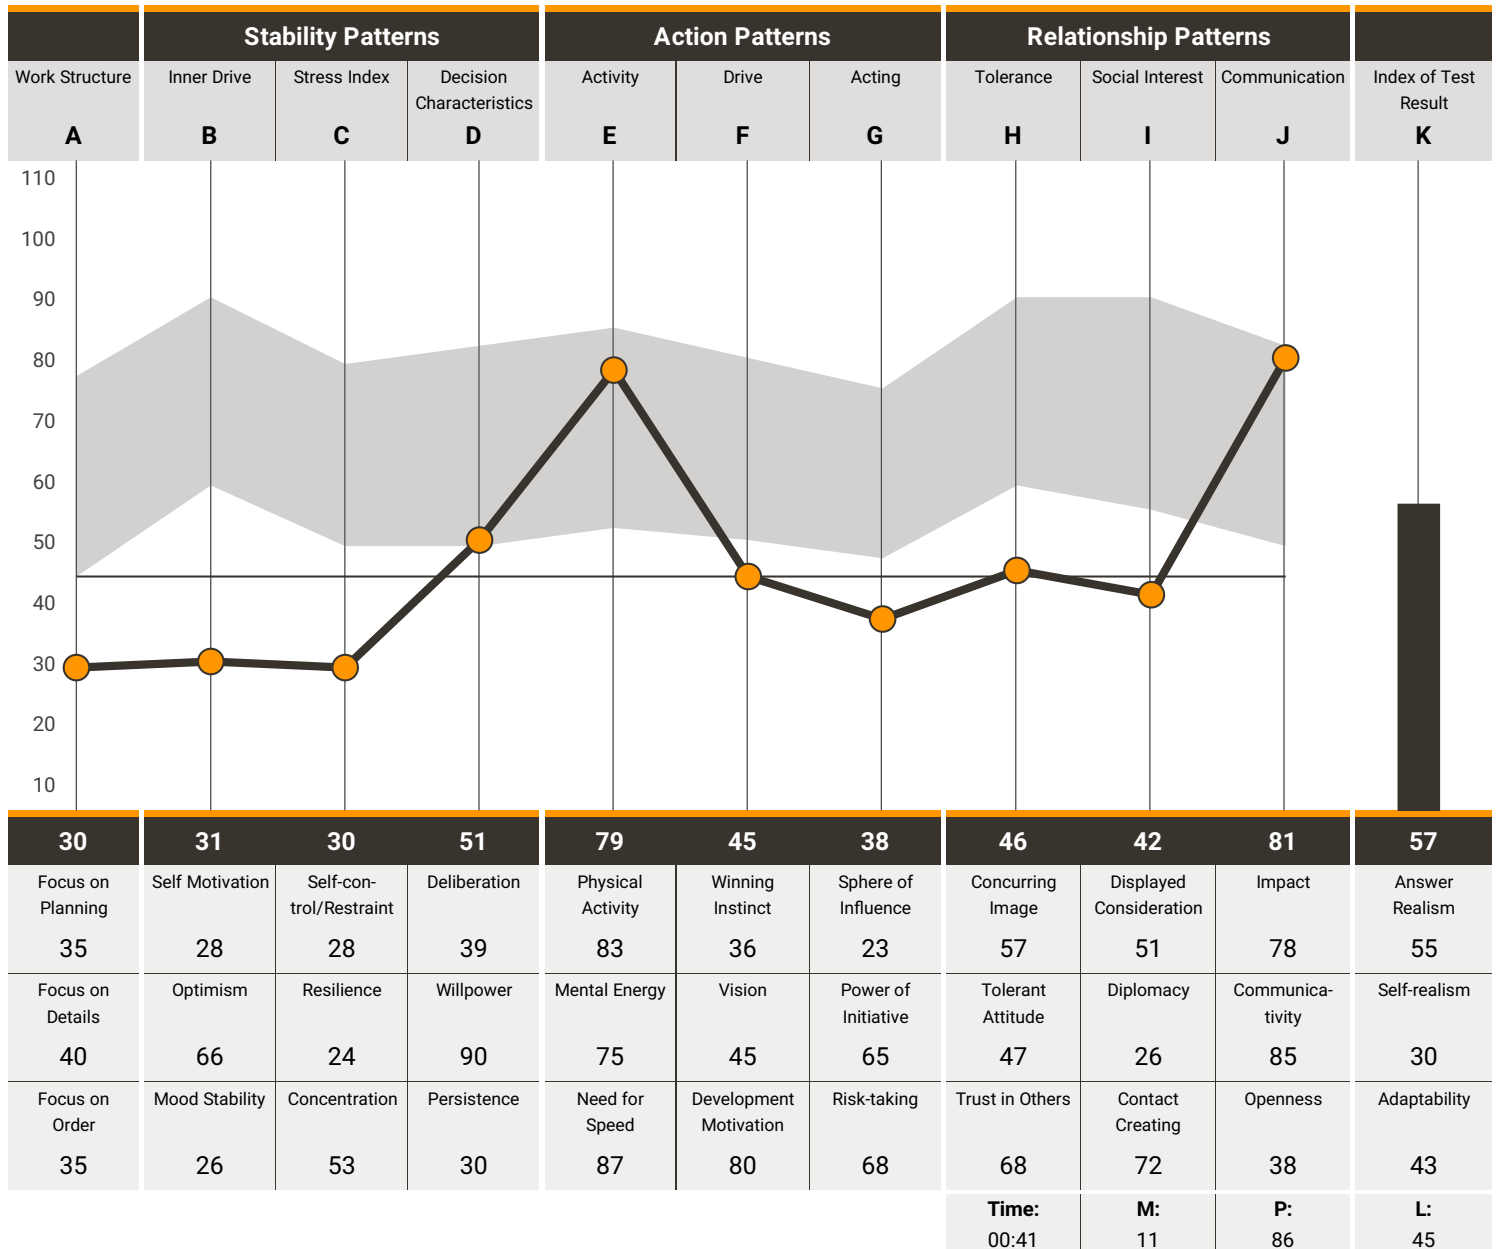 Stability Patterns Action Patterns Relationship Patterns
Work Structure Inner Drive Stress Index Decision Activity Drive Acting Tolerance Social Interest Communication Index of Test
Characteristics Result
A B C D E F G H I J K
110
100
90
80
70
60
50
40
30
20
10
30 31 30 51 79 45 38 46 42 81 57
Focus on Self Motivation Self-con- Deliberation Physical Winning Sphere of Concurring Displayed Impact Answer
Planning trol/Restraint Activity Instinct Influence Image Consideration Realism
35 28 28 39 83 36 23 57 51 78 55
Focus on Optimism Resilience Willpower Mental Energy Vision Power of Tolerant Diplomacy Communica- Self-realism
Details Initiative Attitude tivity
40 66 24 90 75 45 65 47 26 85 30
Focus on Mood Stability Concentration Persistence Need for Development Risk-taking Trust in Others Contact Openness Adaptability
Order Speed Motivation Creating
35 26 53 30 87 80 68 68 72 38 43
Time: M: P: L:
00:41 11 86 45